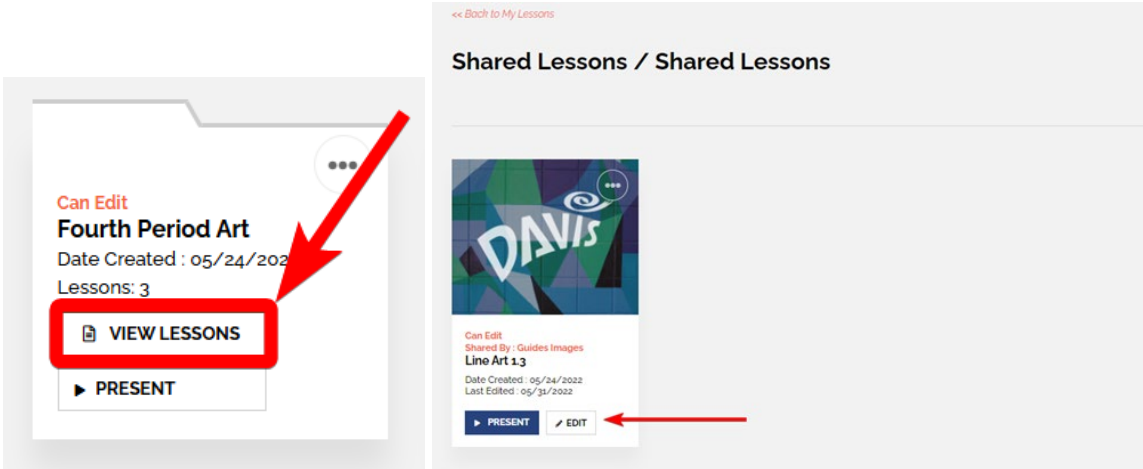 Can Edit
Fourth Period Art
Date Created : 05/24/202
Lessons: 3
VIEW LESSONS
PRESENT
<< Back to My Lessons
Shared Lessons / Shared Lessons
DAVIS
Can Edit
Shared By : Guides Images
Line Art 1.3
Date Created : 05/24/2022
Last Edited : 05/31/2022
PRESENT
EDIT